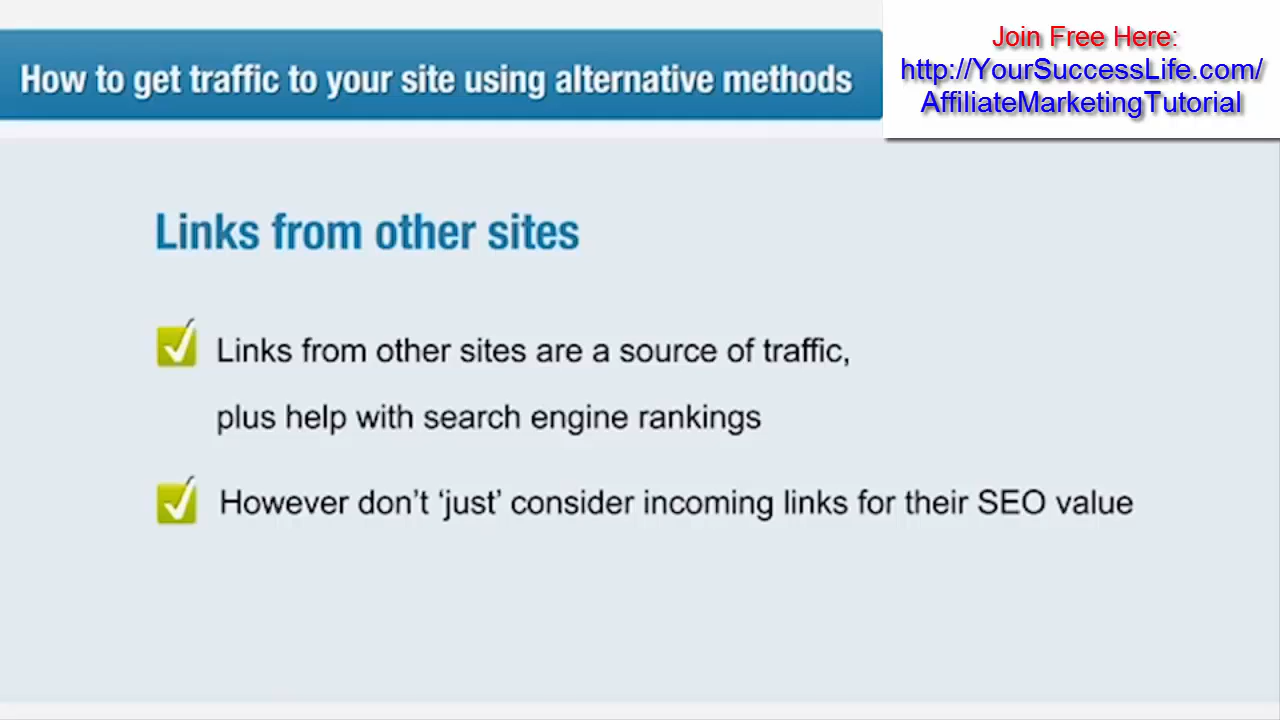 How to get traffic to your site using alternative methods
Join Free Here:
http://YourSuccessLife.com/
AffiliateMarketingTutorial
Links from other sites
Links from other sites are a source of traffic,
plus help with search engine rankings
However don't ‘just’ consider incoming links for their SEO value